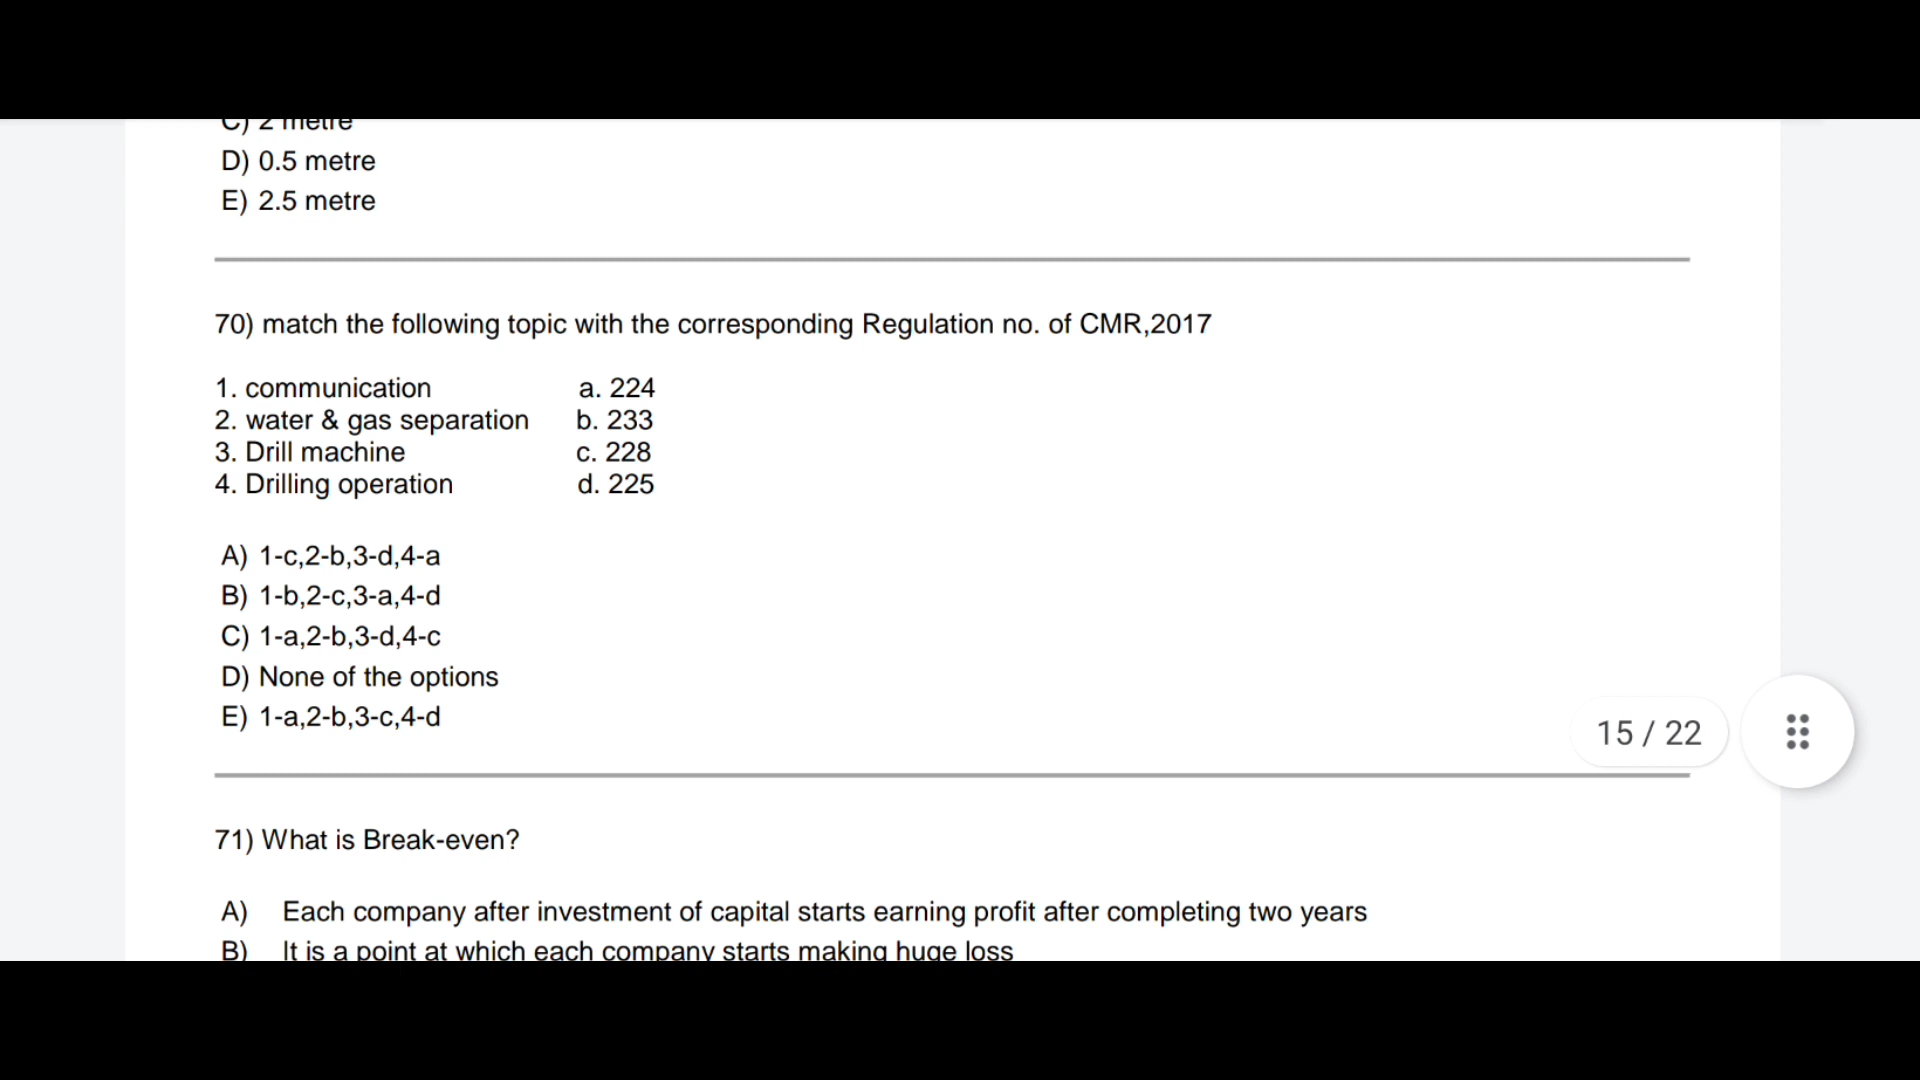 C) 2 metre
D) 0.5 metre
E) 2.5 metre
70) match the following topic with the corresponding Regulation no. of CMR,2017
1. communication a. 224
2. water & gas separation b. 233
3. Drill machine c. 228
4. Drilling operation d. 225
A) 1-c,2-b,3-d,4-a
B) 1-b,2-c,3-a,4-d
C) 1-a,2-b,3-d,4-c
D) None of the options
E) 1-a,2-b,3-c,4-d
15 / 22
71) What is Break-even?
A) Each company after investment of capital starts earning profit after completing two years
B) It is a point at which each company starts making huge loss